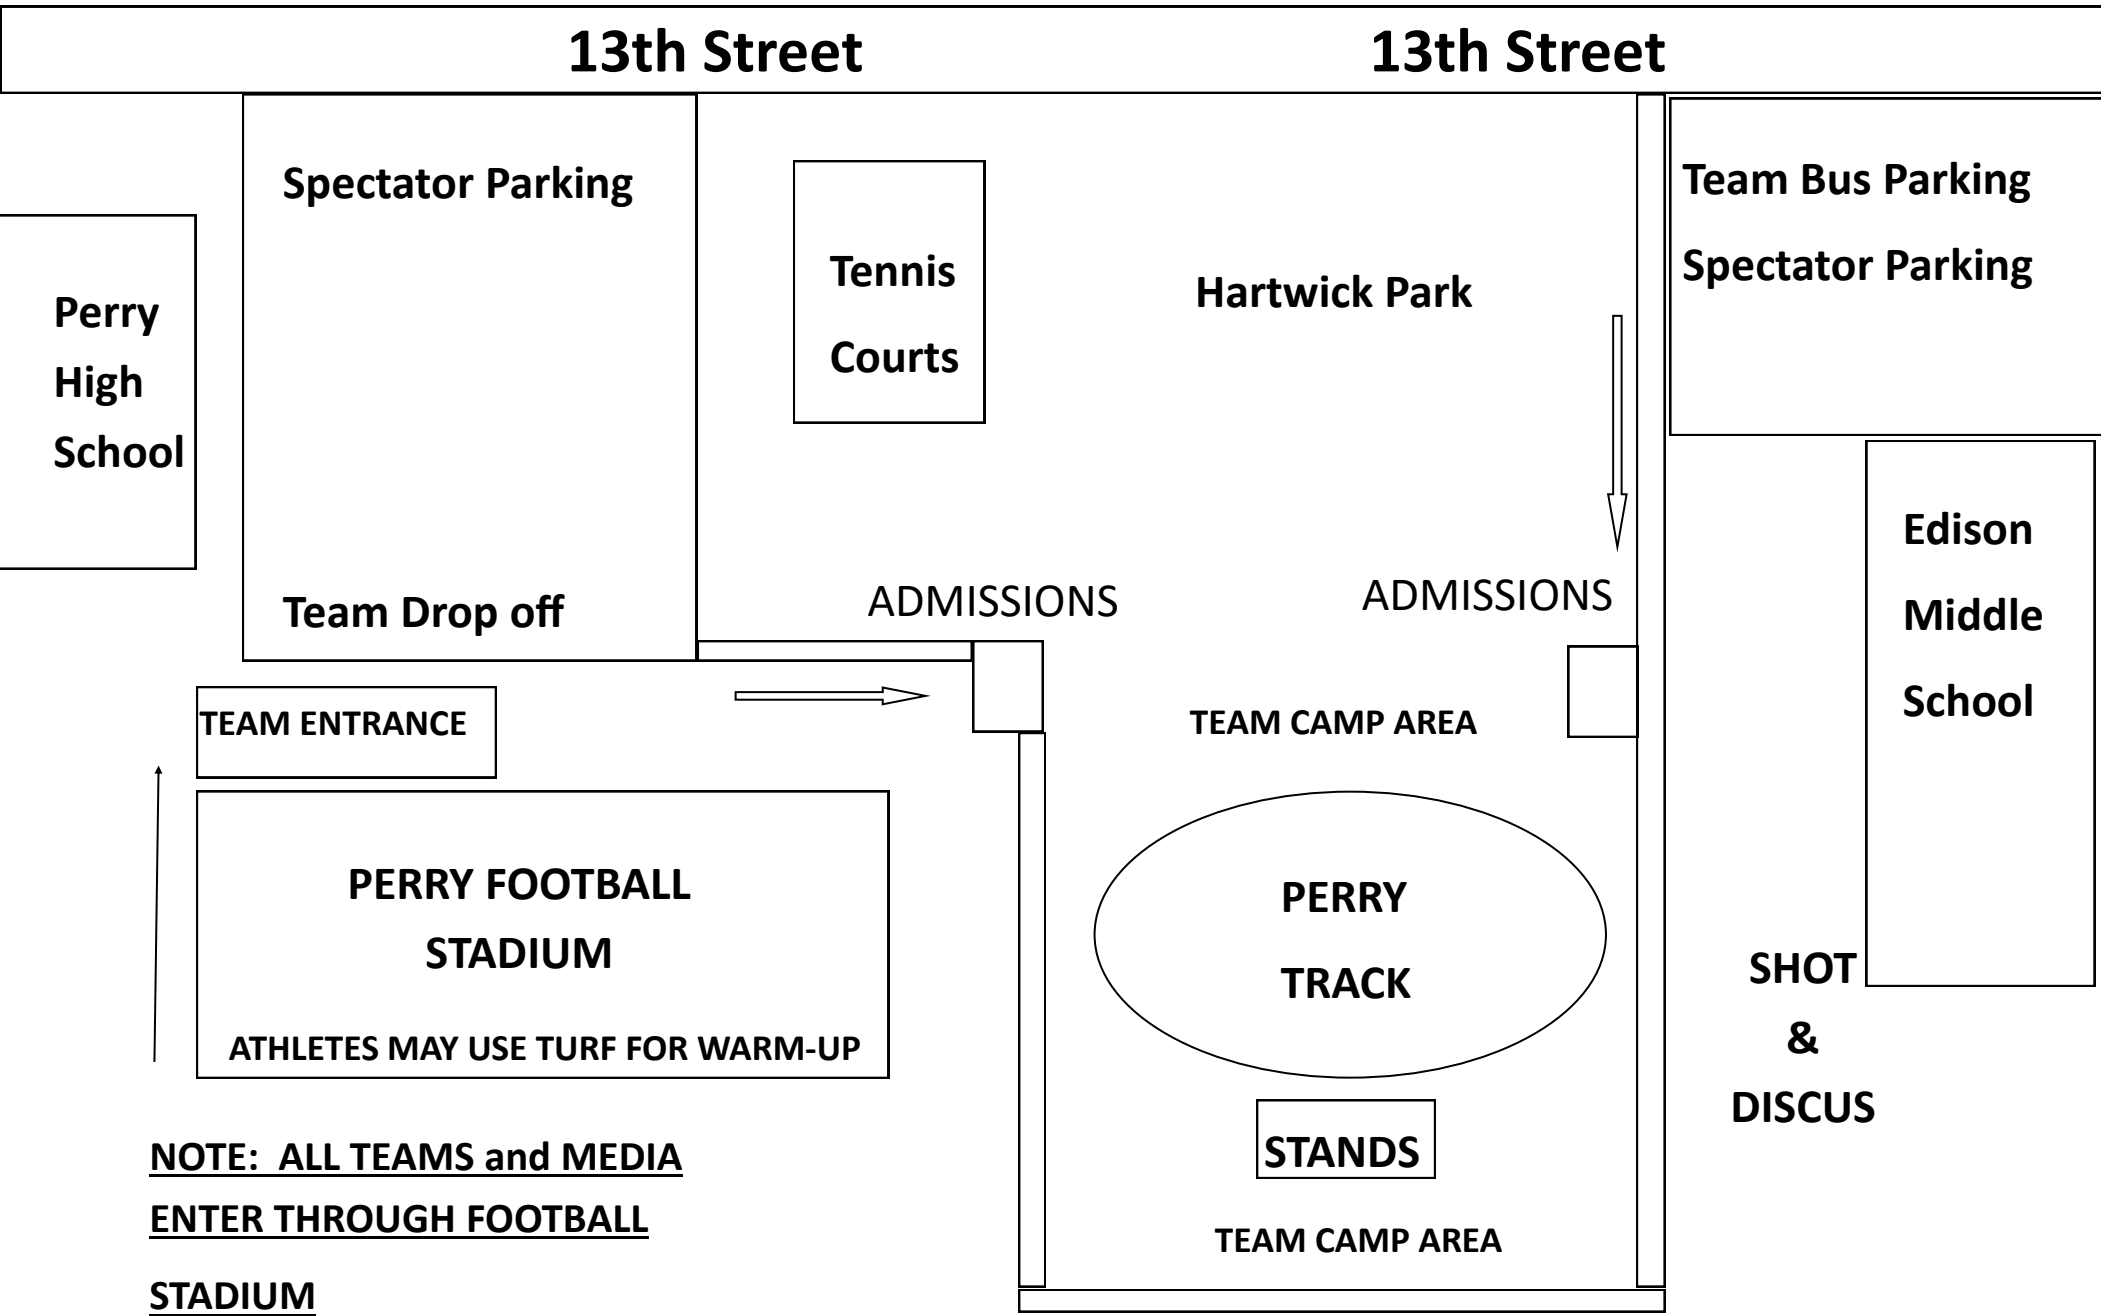 13th Street
13th Street
Spectator Parking
Team Drop off
Perry
High
School
Tennis
Courts
Hartwick Park
Team Bus Parking
Spectator Parking
Edison
Middle
School
ADMISSIONS
ADMISSIONS
TEAM ENTRANCE
TEAM CAMP AREA
PERRY FOOTBALL
STADIUM
ATHLETES MAY USE TURF FOR WARM-UP
PERRY
TRACK
SHOT
&
DISCUS
STANDS
TEAM CAMP AREA
NOTE:  ALL TEAMS and MEDIA
ENTER THROUGH FOOTBALL
STADIUM